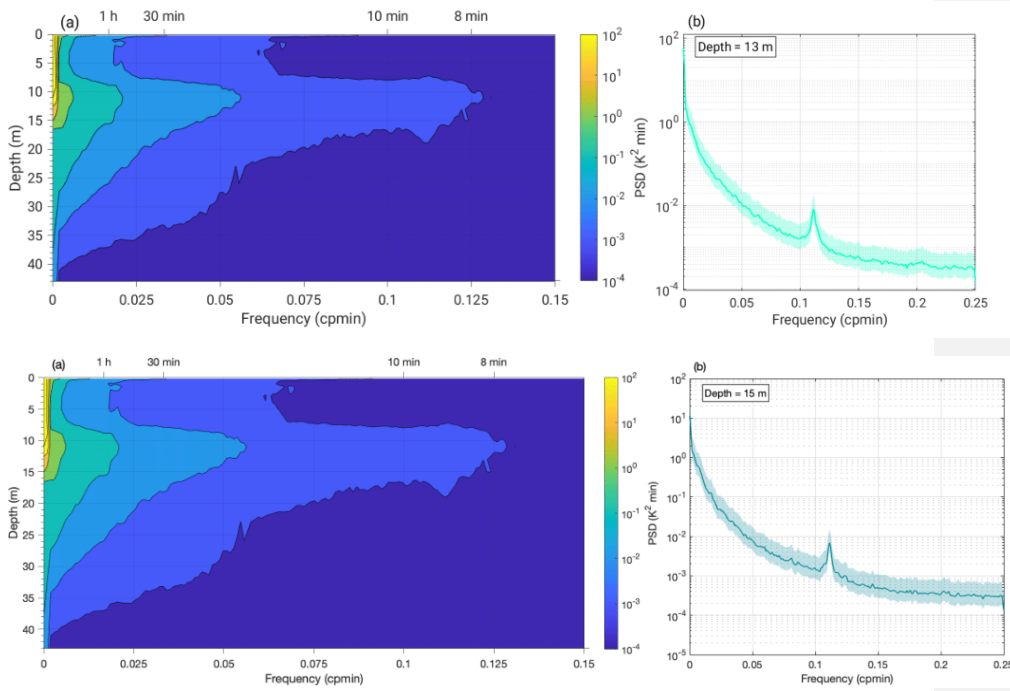 (a)
1 h 30 min 10 min 8 min
0
5
10
15
20
25
30
35
40
Depth (m)
0 0.025 0.05 0.075 0.1 0.125 0.15
Frequency (cpmin)
10^2
10^1
10^0
10^-1
10^-2
10^-3
10^-4
(b)
Depth = 13 m
10^2
10^0
10^-2
10^-4
PSD (K^2 min)
0 0.05 0.1 0.15 0.2 0.25
Frequency (cpmin)
(a)
1 h 30 min 10 min 8 min
0
5
10
15
20
25
30
35
40
Depth (m)
0 0.025 0.05 0.075 0.1 0.125 0.15
Frequency (cpmin)
10^2
10^1
10^0
10^-1
10^-2
10^-3
10^-4
(b)
Depth = 15 m
10^2
10^1
10^0
10^-1
10^-2
10^-3
10^-4
10^-5
PSD (K^2 min)
0 0.05 0.1 0.15 0.2 0.25
Frequency (cpmin)